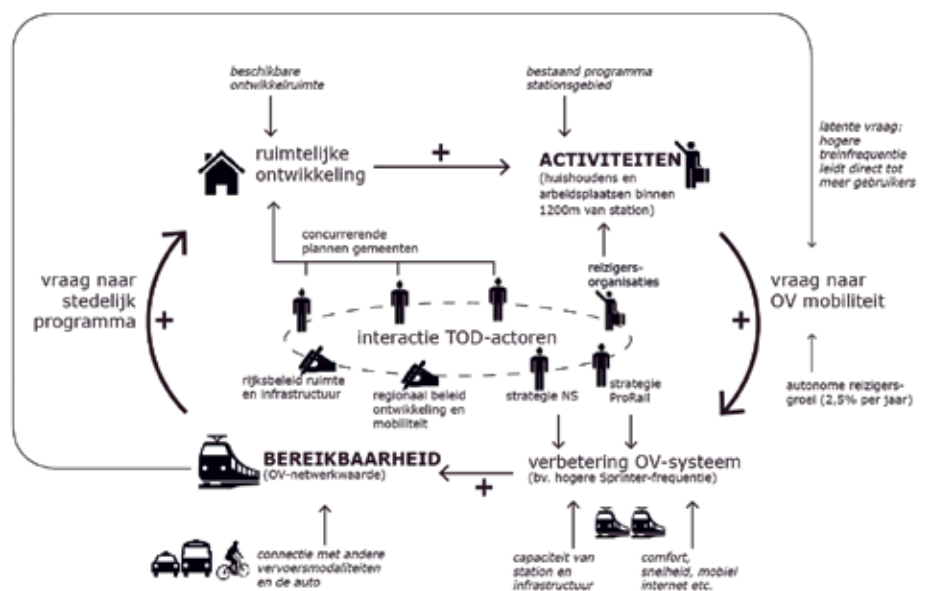 beschikbare
ontwikkelruimte
bestaand programma
stationsgebied
latente vraag:
hogere
treinfrequentie
leidt direct tot
meer gebruikers
ruimtelijke
ontwikkeling
+
ACTIVITEITEN
(huishoudens en
arbeidsplaatsen binnen
1200m van station)
concurrerende
plannen gemeenten
reizigers-
organisaties
vraag naar
stedelijk
programma
+
vraag naar
OV mobiliteit
+
interactie TOD-actoren
rijksbeleid ruimte
en infrastructuur
regionaal beleid
ontwikkeling en
mobiliteit
strategie NS
strategie
ProRail
autonome reizigers-
groei (2,5% per jaar)
BEREIKBAARHEID
(OV-netwerkwaarde)
+
verbetering OV-systeem
(bv. hogere Sprinter-frequentie)
connectie met andere
vervoersmodaliteiten
en de auto
capaciteit van
station en
infrastructuur
comfort,
snelheid, mobiel
internet etc.